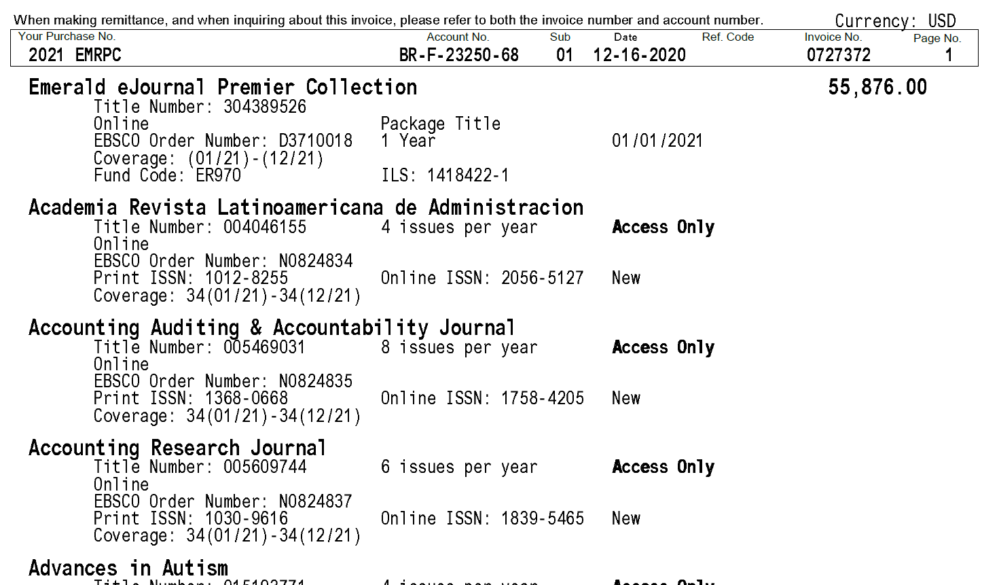 When making remittance, and when inquiring about this invoice, please refer to both the invoice number and account number. Currency: USD
Your Purchase No. Account No. Sub Date Ref. Code Invoice No. Page No.
2021 EMRPC BR-F-23250-68 01 12-16-2020 0727372 1
Emerald eJournal Premier Collection 55,876.00
Title Number: 304389526
Online Package Title
EBSCO Order Number: D3710018 1 Year 01/01/2021
Coverage: (01/21)-(12/21)
Fund Code: ER970 ILS: 1418422-1
Academia Revista Latinoamericana de Administracion
Title Number: 004046155 4 issues per year Access Only
Online
EBSCO Order Number: N0824834
Print ISSN: 1012-8255 Online ISSN: 2056-5127 New
Coverage: 34(01/21)-34(12/21)
Accounting Auditing & Accountability Journal
Title Number: 005469031 8 issues per year Access Only
Online
EBSCO Order Number: N0824835
Print ISSN: 1368-0668 Online ISSN: 1758-4205 New
Coverage: 34(01/21)-34(12/21)
Accounting Research Journal
Title Number: 005609744 6 issues per year Access Only
Online
EBSCO Order Number: N0824837
Print ISSN: 1030-9616 Online ISSN: 1839-5465 New
Coverage: 34(01/21)-34(12/21)
Advances in Autism
Title Number: 015193771 4 issues per year Access Only